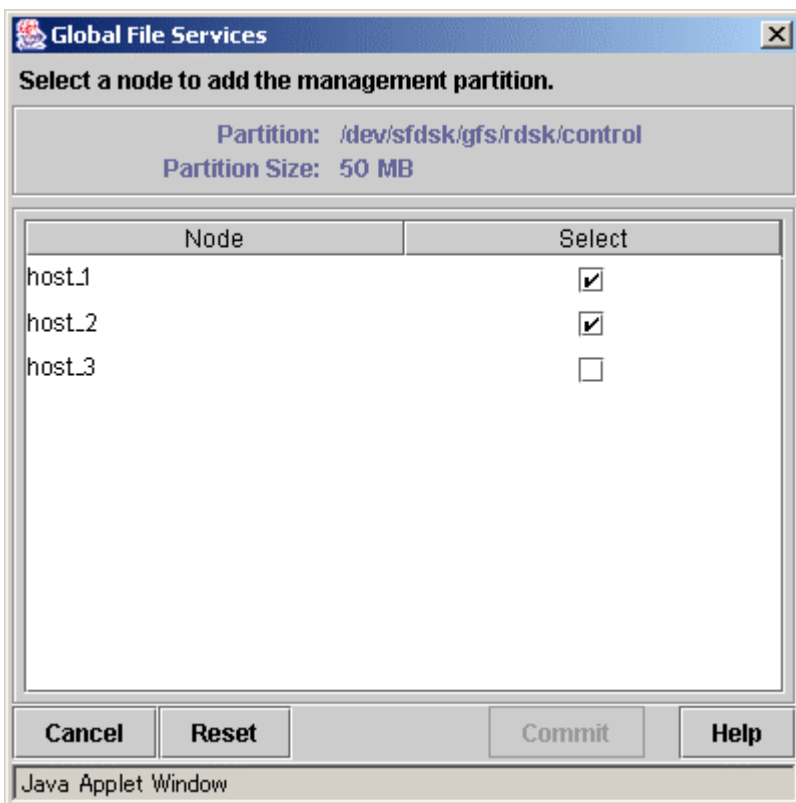 Global File Services
Select a node to add the management partition.
Partition: /dev/sfdsk/gfs/rdsk/control
Partition Size: 50 MB
Node Select
host_1
host_2
host_3
Cancel Reset Commit Help
Java Applet Window